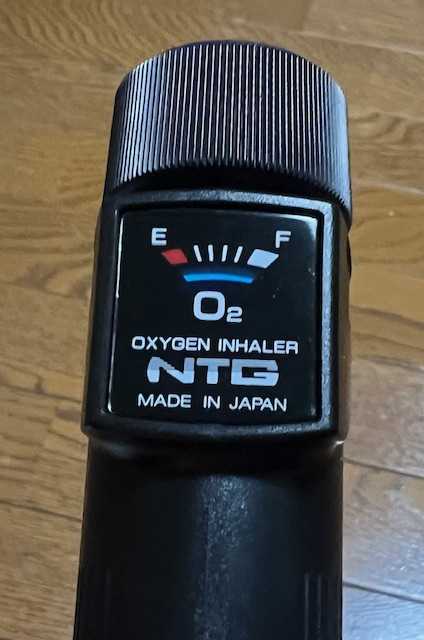 E F
O2
OXYGEN INHALER
NTG
MADE IN JAPAN